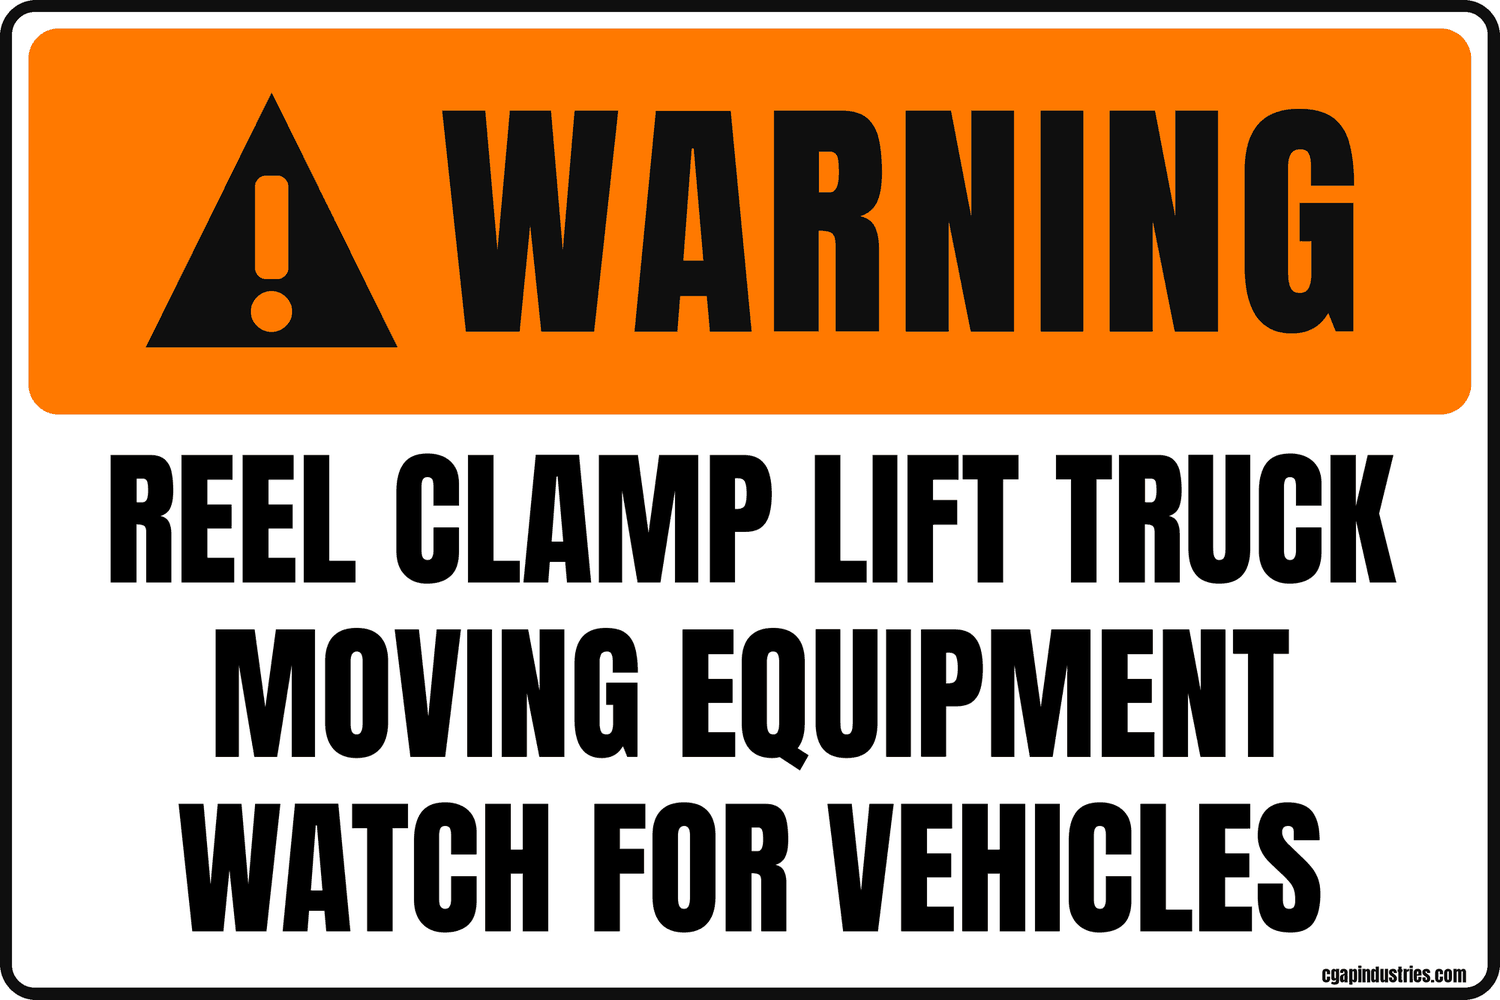 WARNING
REEL CLAMP LIFT TRUCK
MOVING EQUIPMENT
WATCH FOR VEHICLES
cgapindustries.com